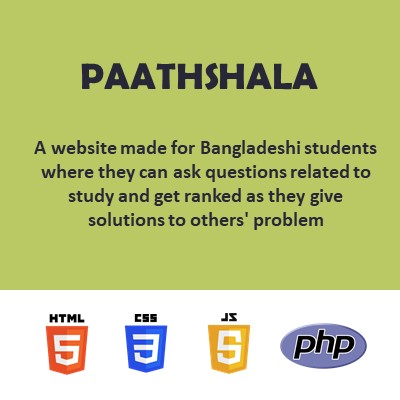 PAATHSHALA
A website made for Bangladeshi students
where they can ask questions related to
study and get ranked as they give
solutions to others' problem
HTML CSS JS
5 3 5 php